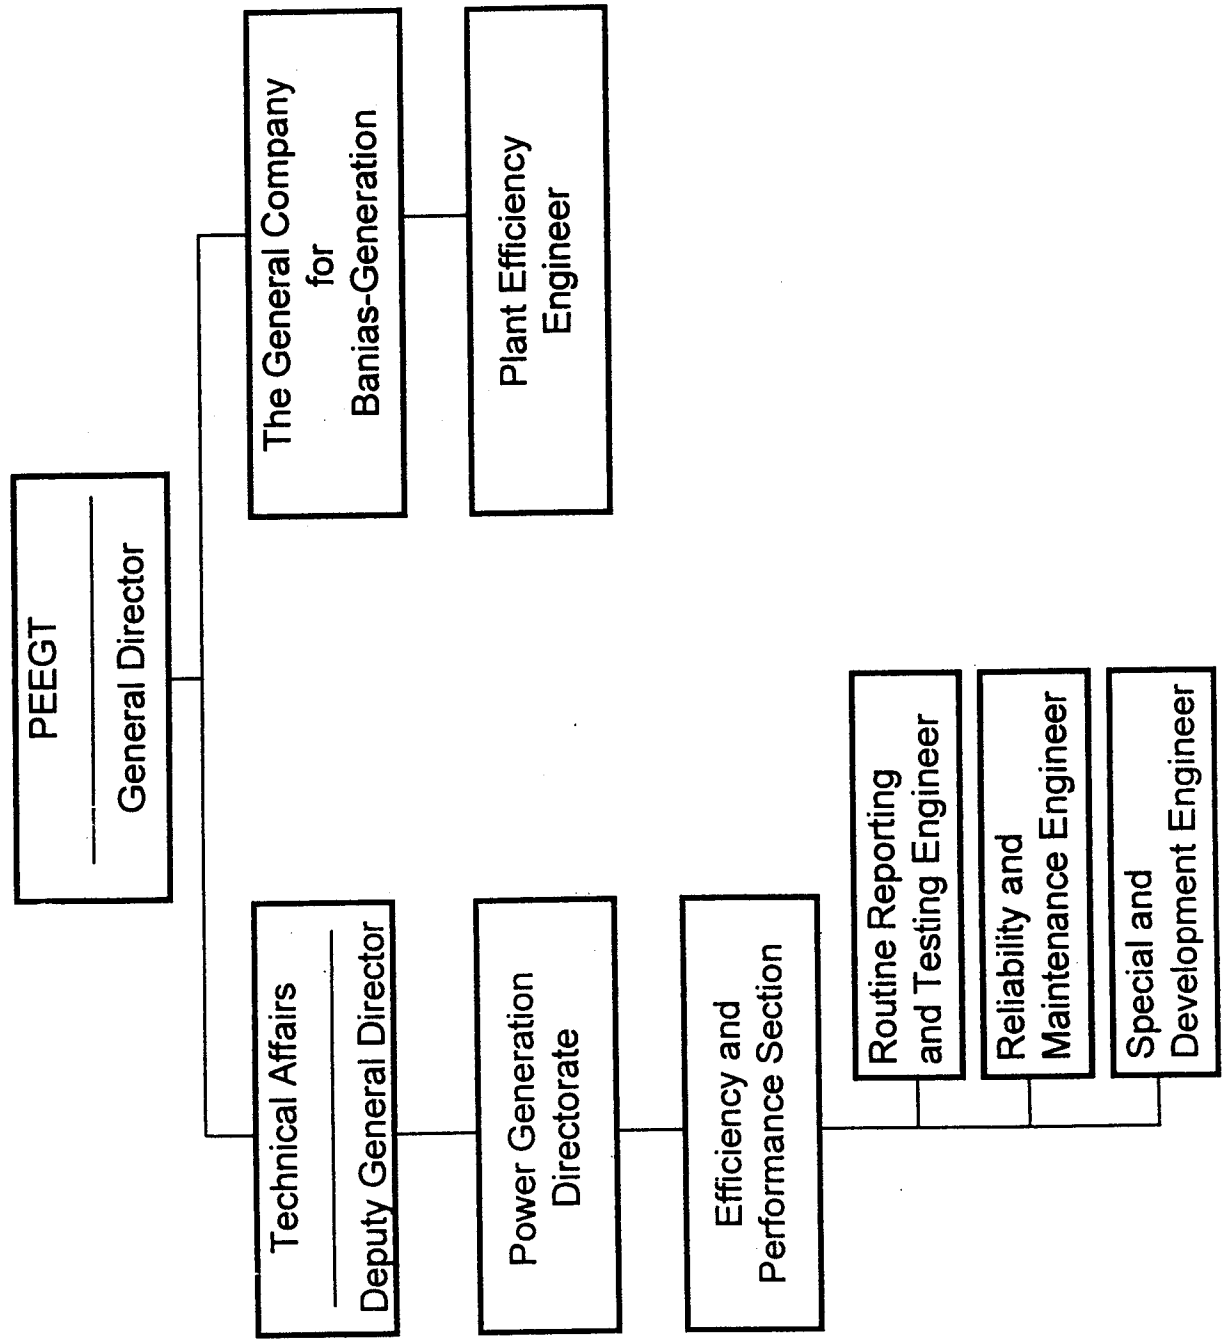 PEEGT
General Director
Technical Affairs
Deputy General Director
The General Company
for
Banias-Generation
Power Generation
Directorate
Plant Efficiency
Engineer
Efficiency and
Performance Section
Routine Reporting
and Testing Engineer
Reliability and
Maintenance Engineer
Special and
Development Engineer